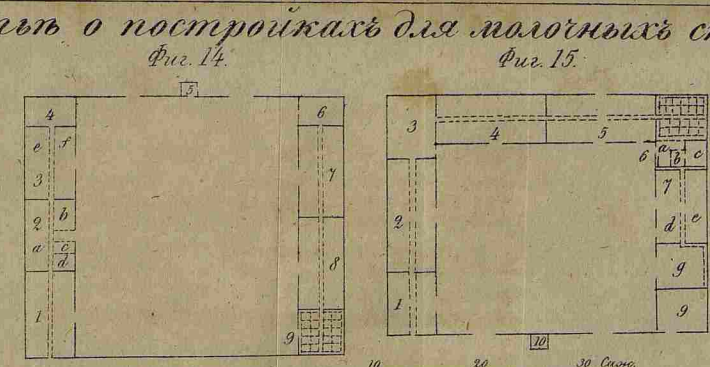 о постройкахъ для молочныхъ
Фиг. 14. Фиг. 15.
5
4 6
e f
3 7
2 b
a c
d 8
1
9
3 4 5
6 a b c
7
2 d e
g
1 9
10
10 20 30 Саж.